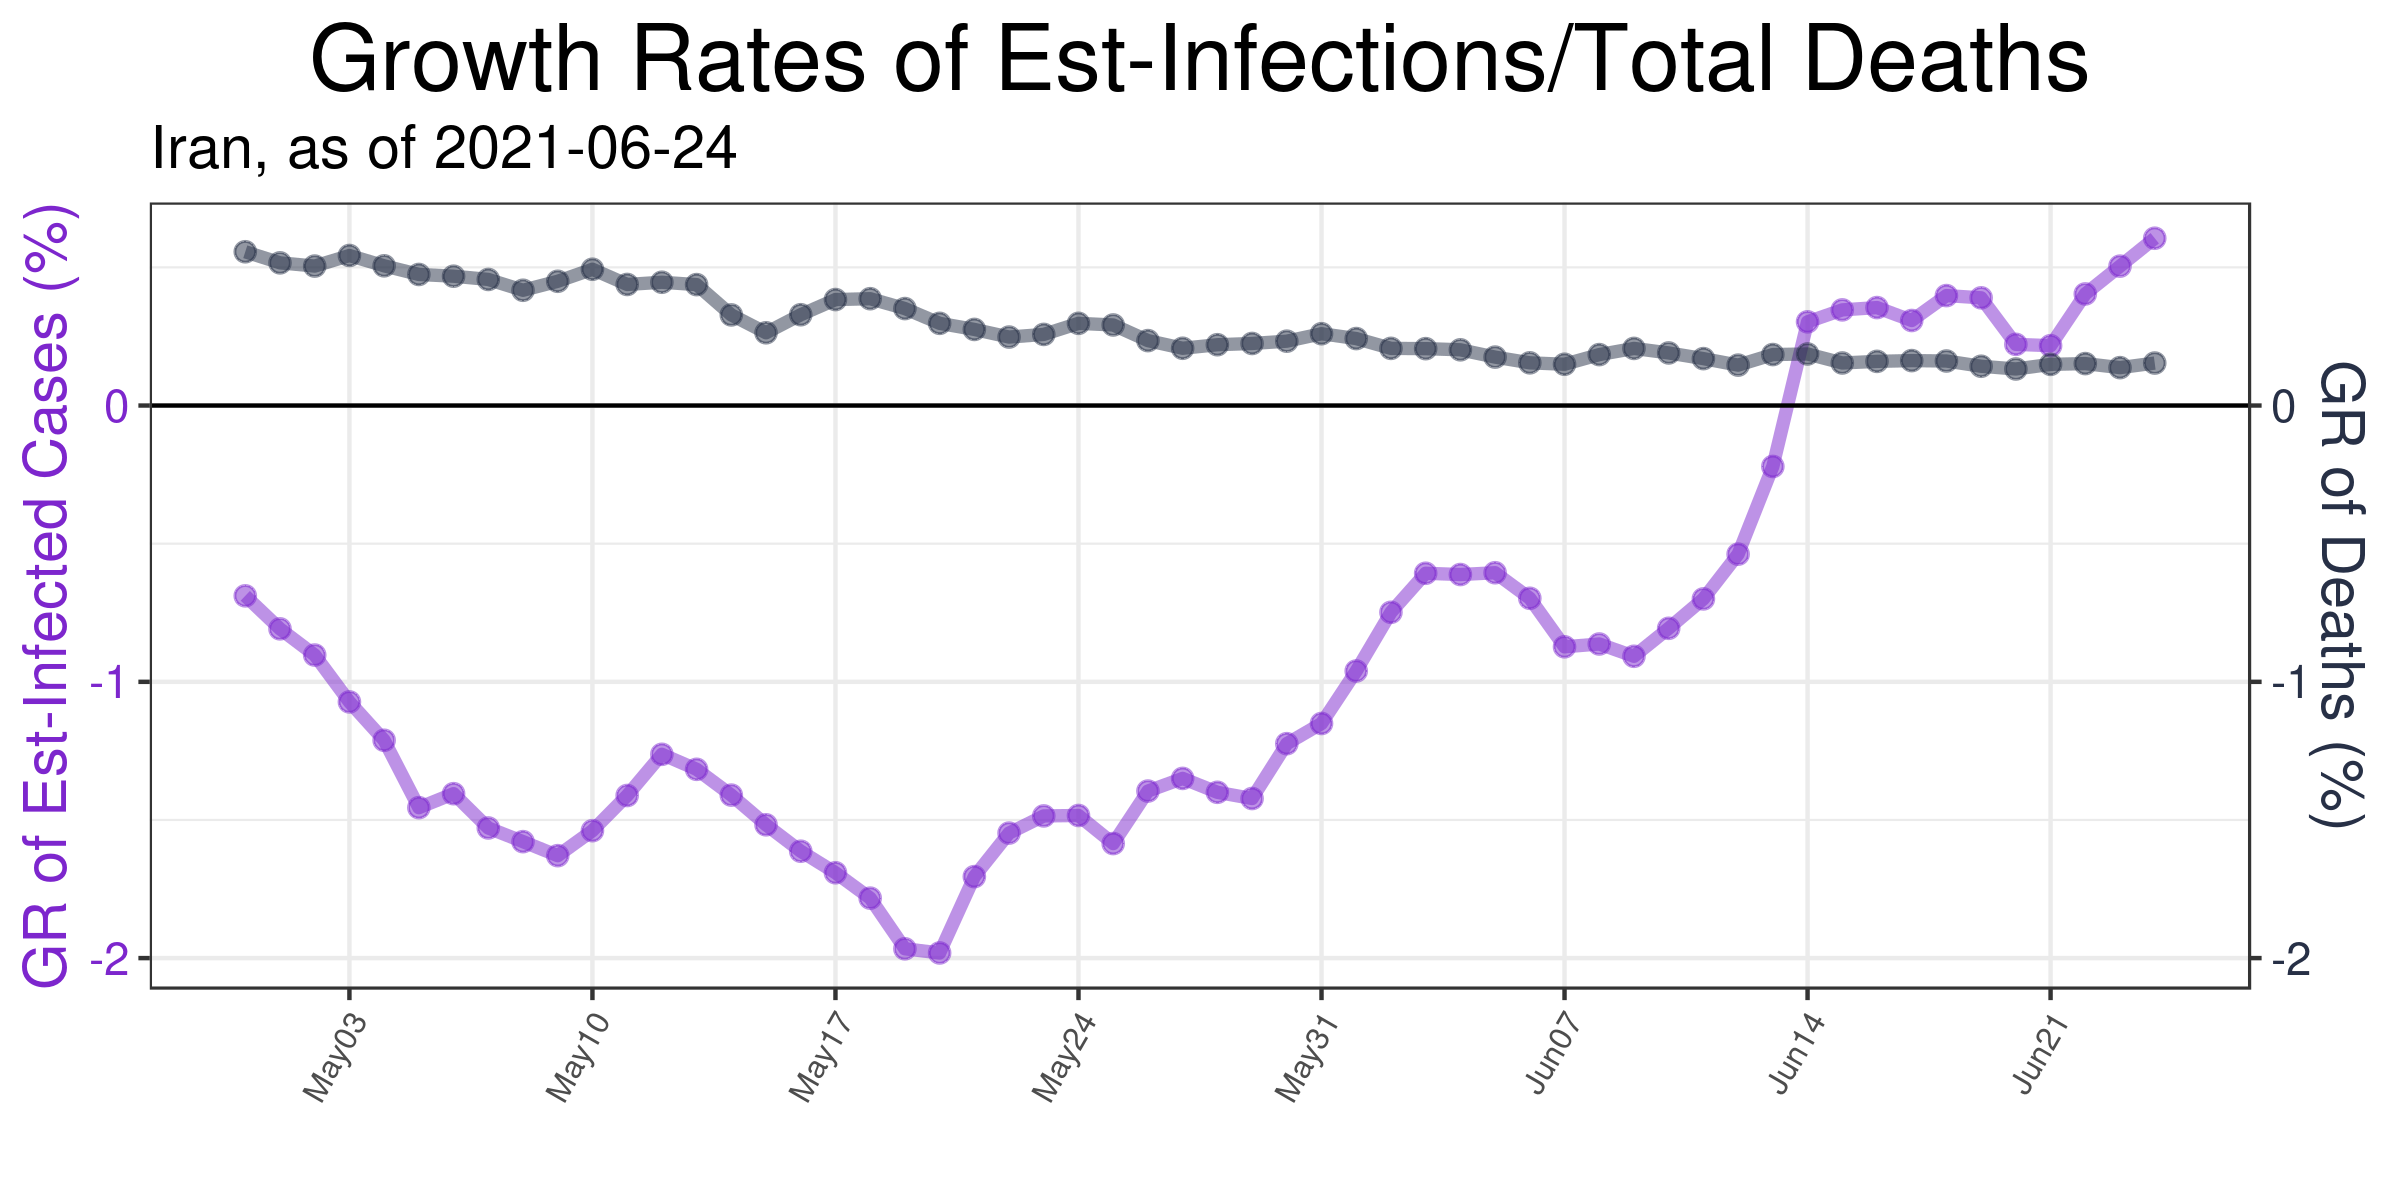 Growth Rates of Est-Infections/Total Deaths
Iran, as of 2021-06-24
GR of Est-Infected Cases (%)
0
-1
-2
0
-1
-2
GR of Deaths (%)
May03
May10
May17
May24
May31
Jun07
Jun14
Jun21